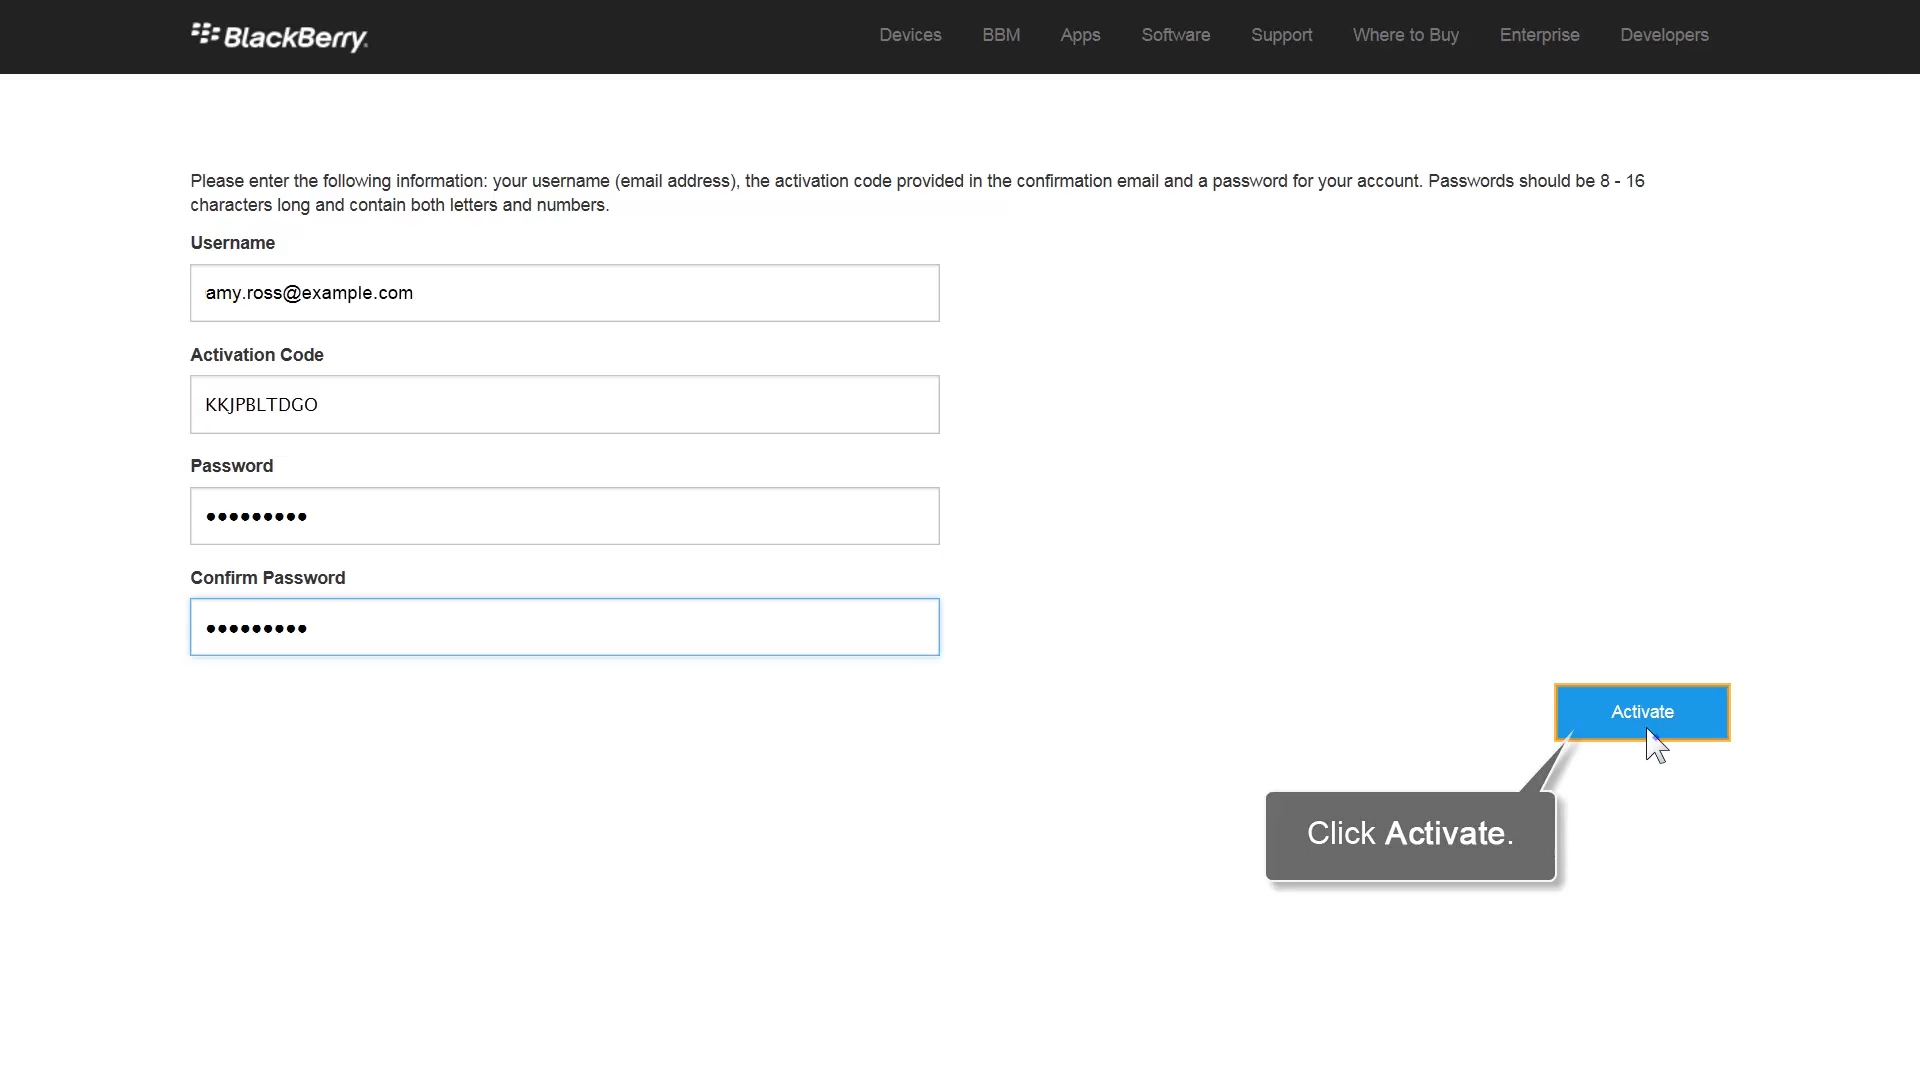 BlackBerry
Devices BBM Apps Software Support Where to Buy Enterprise Developers
Please enter the following information: your username (email address), the activation code provided in the confirmation email and a password for your account. Passwords should be 8 - 16
characters long and contain both letters and numbers.
Username
amy.ross@example.com
Activation Code
KKJPBLTDGO
Password
•••••••••
Confirm Password
•••••••••
Activate
Click Activate.